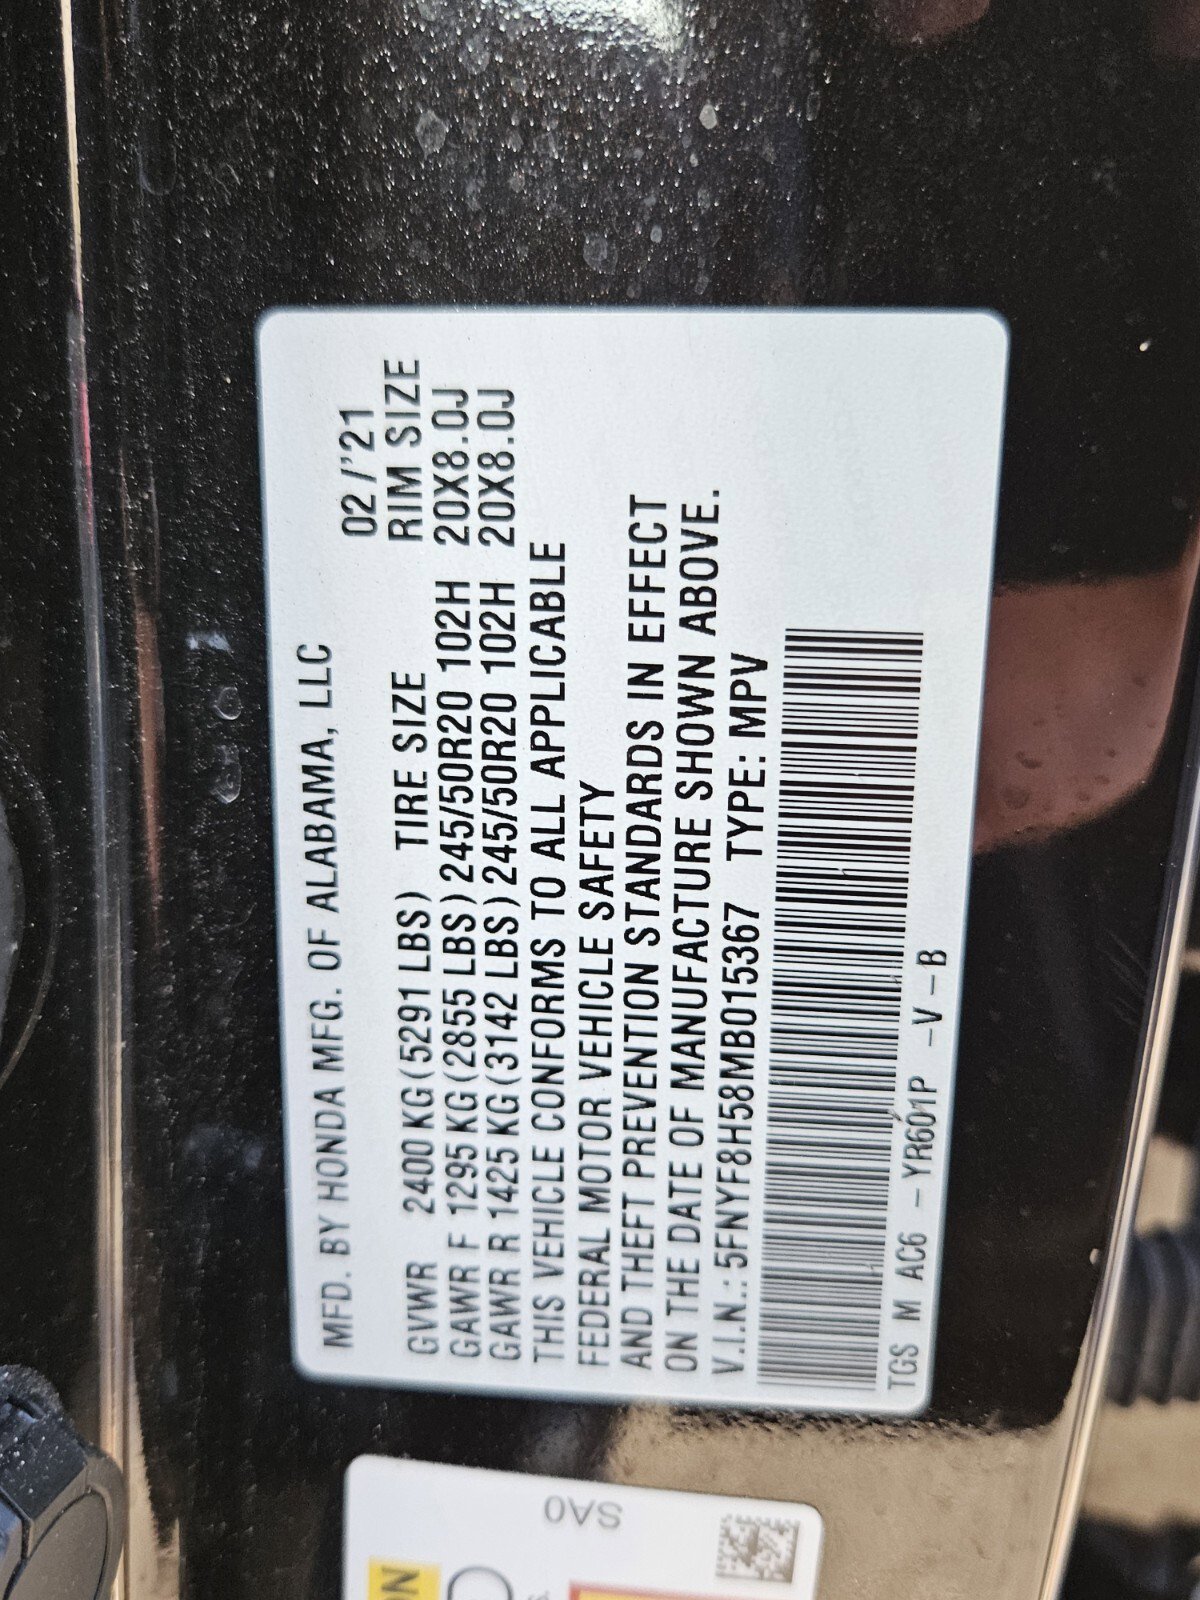 MFD. BY HONDA MFG. OF ALABAMA, LLC
02/'21
GVWR 2400 KG (5291 LBS) TIRE SIZE RIM SIZE
GAWR F 1295 KG (2855 LBS) 245/50R20 102H 20X8.0J
GAWR R 1425 KG (3142 LBS) 245/50R20 102H 20X8.0J
THIS VEHICLE CONFORMS TO ALL APPLICABLE
FEDERAL MOTOR VEHICLE SAFETY
AND THEFT PREVENTION STANDARDS IN EFFECT
ON THE DATE OF MANUFACTURE SHOWN ABOVE.
V.I.N.: 5FNYF8H58MB015367 TYPE: MPV
TGS M AC6 - YR601P - V - B
SA0